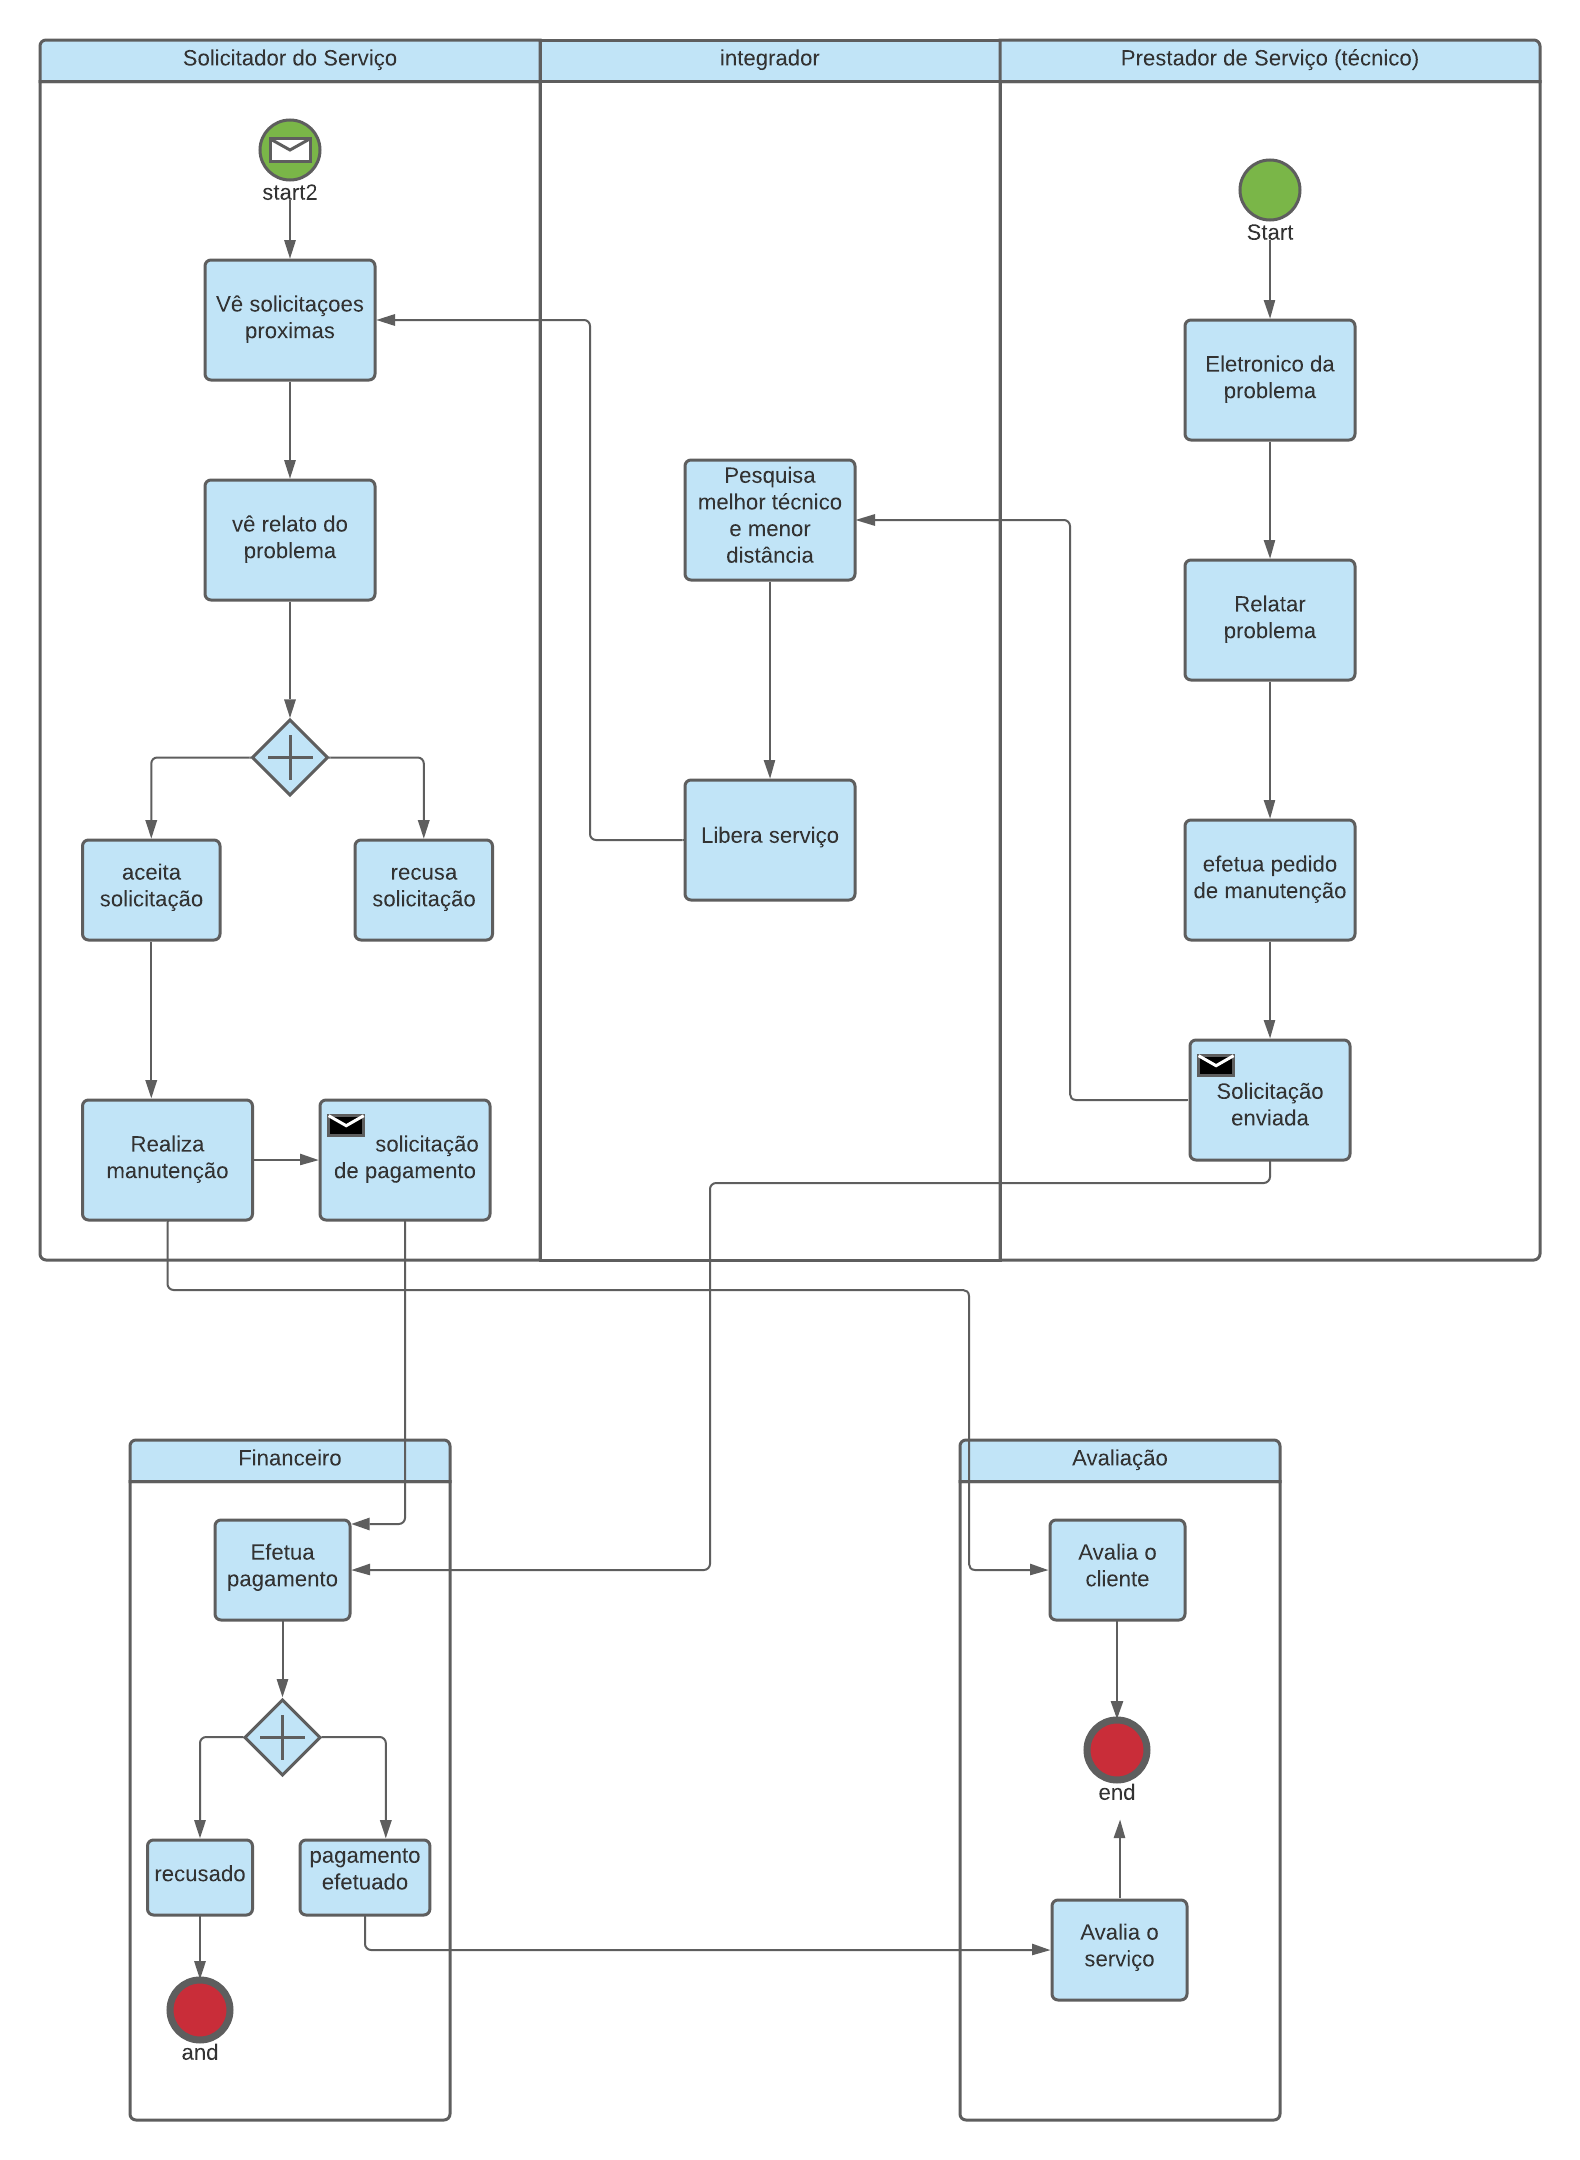 Solicitador do Serviço
integrador
Prestador de Serviço (técnico)
start2
Vê solicitaçoes
proximas
vê relato do
problema
aceita
solicitação
recusa
solicitação
Realiza
manutenção
solicitação
de pagamento
Pesquisa
melhor técnico
e menor
distância
Libera serviço
Start
Eletronico da
problema
Relatar
problema
efetua pedido
de manutenção
Solicitação
enviada
Financeiro
Efetua
pagamento
recusado
pagamento
efetuado
and
Avaliação
Avalia o
cliente
end
Avalia o
serviço